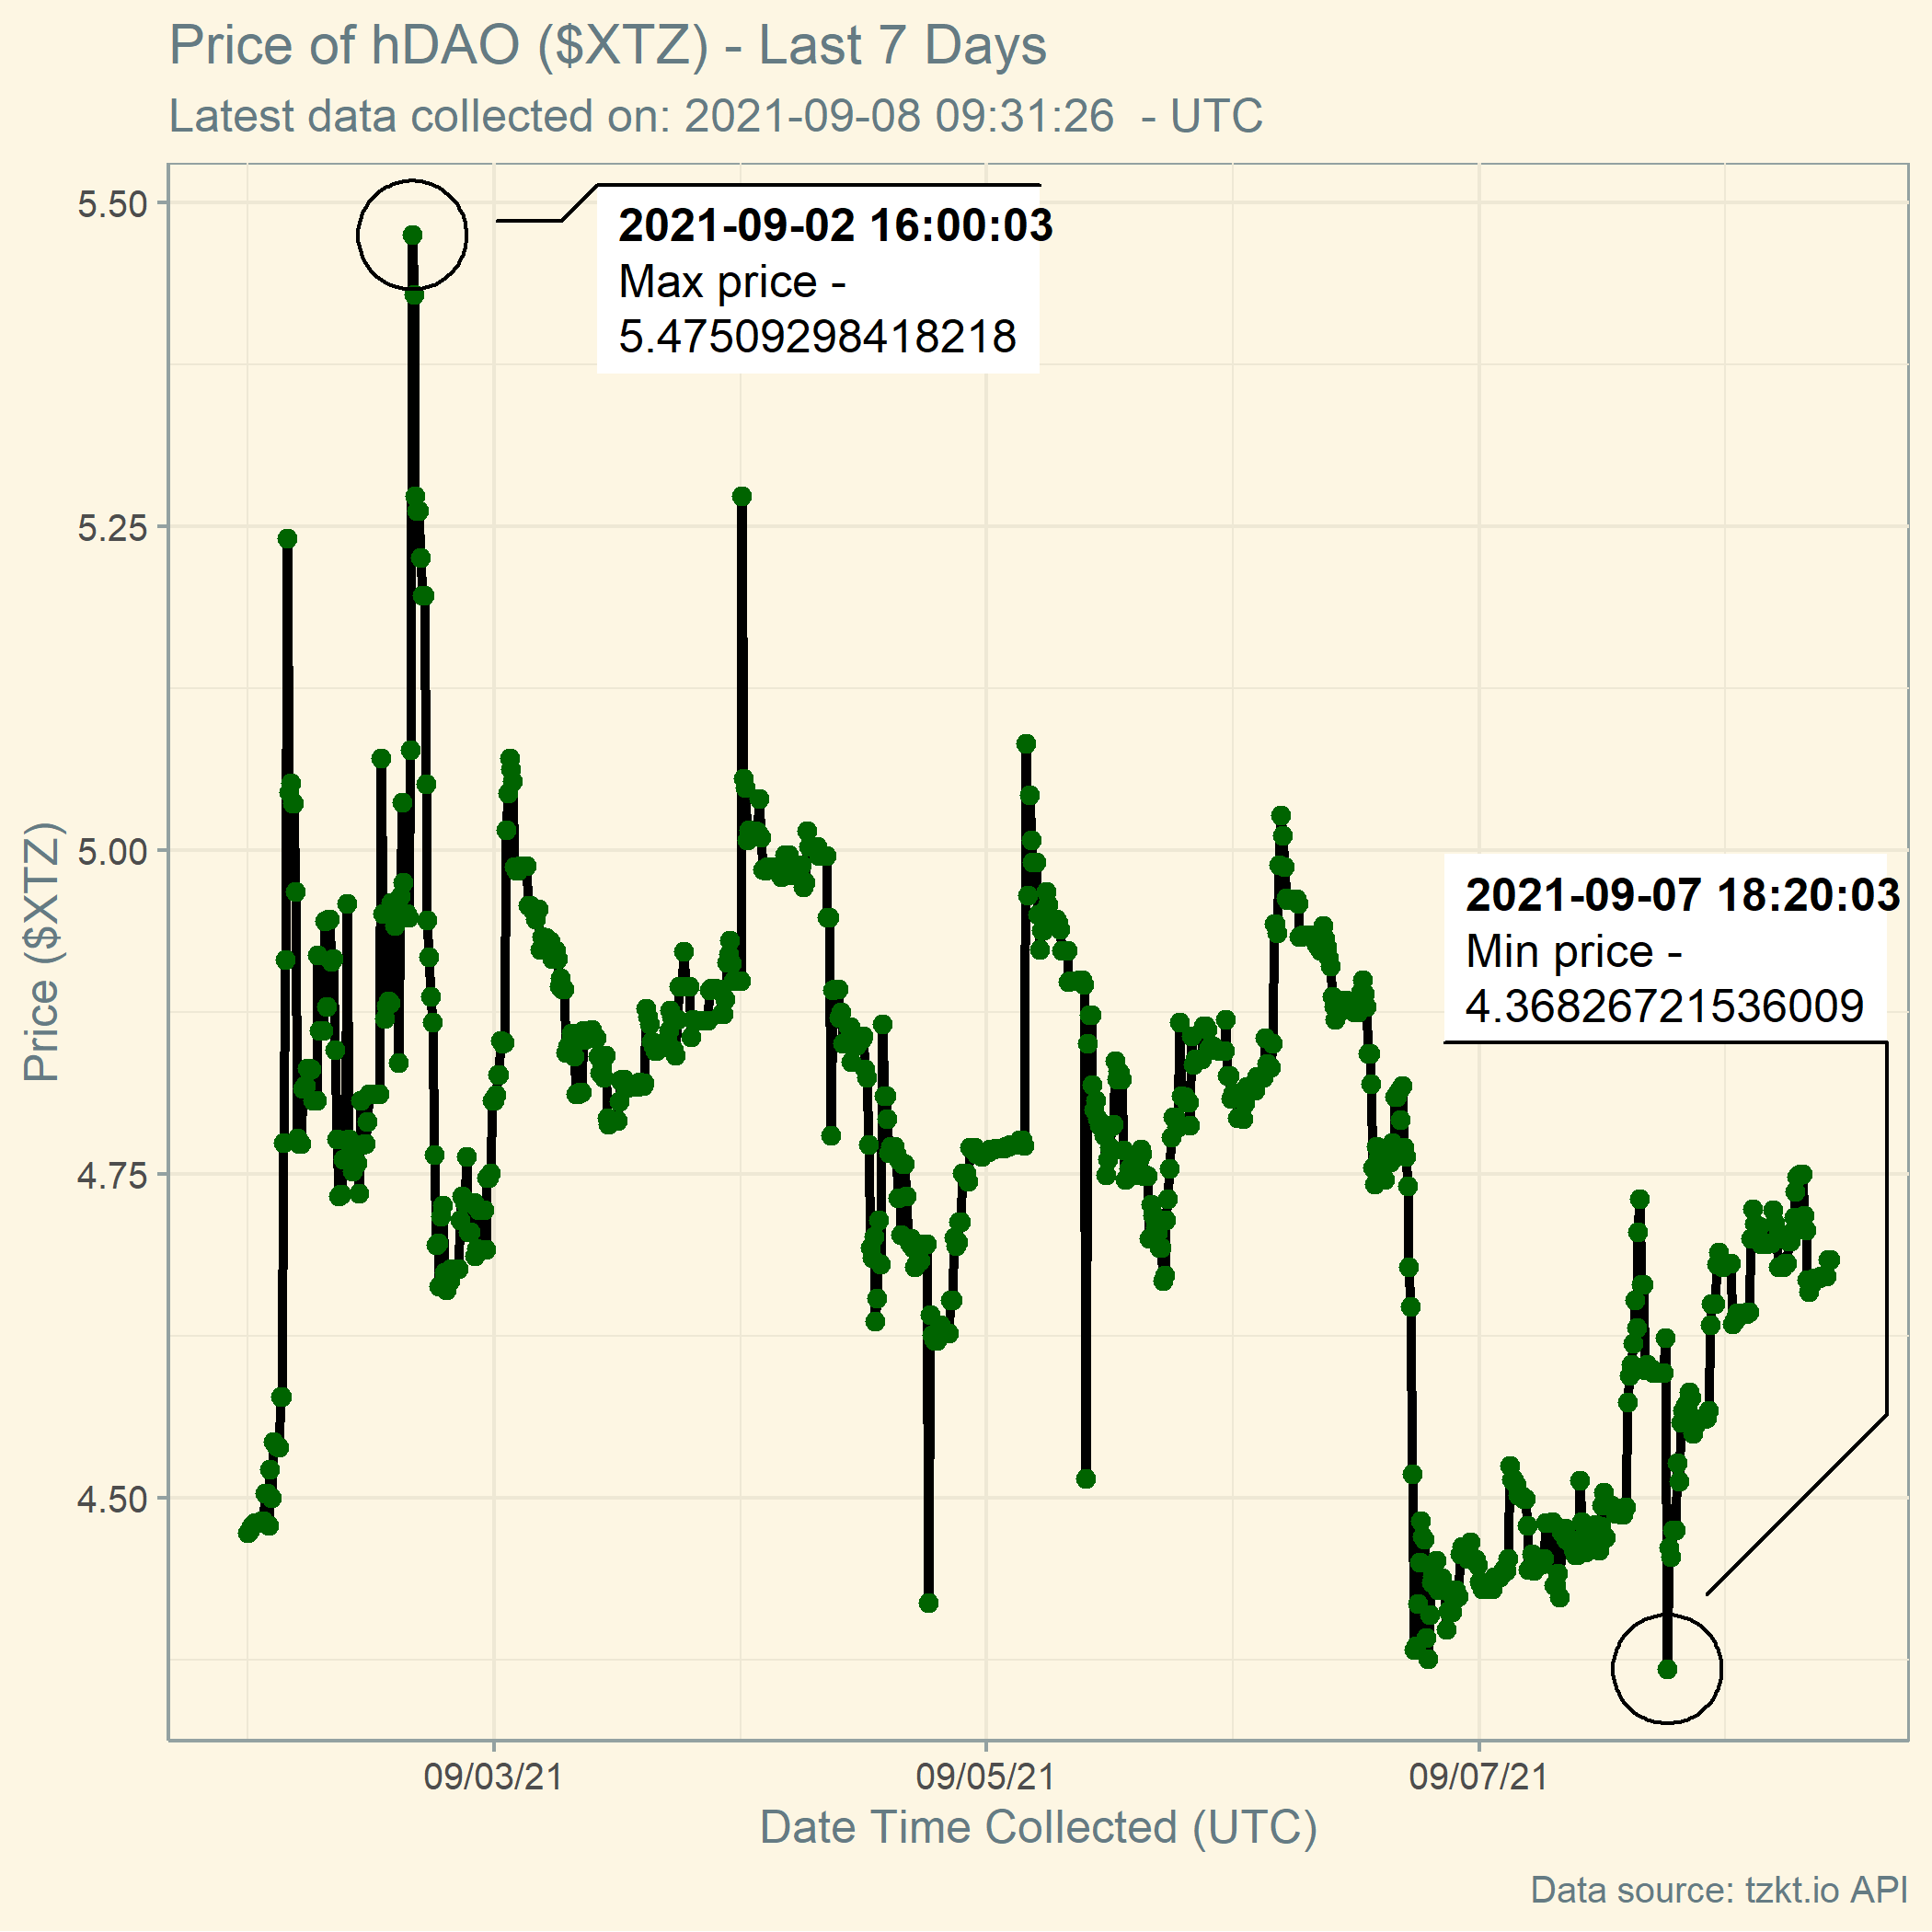 Price of hDAO ($XTZ) - Last 7 Days
Latest data collected on: 2021-09-08 09:31:26  - UTC
5.50
5.25
5.00
4.75
4.50
Price ($XTZ)
2021-09-02 16:00:03
Max price -
5.47509298418218
2021-09-07 18:20:03
Min price -
4.36826721536009
09/03/21
09/05/21
09/07/21
Date Time Collected (UTC)
Data source: tzkt.io API